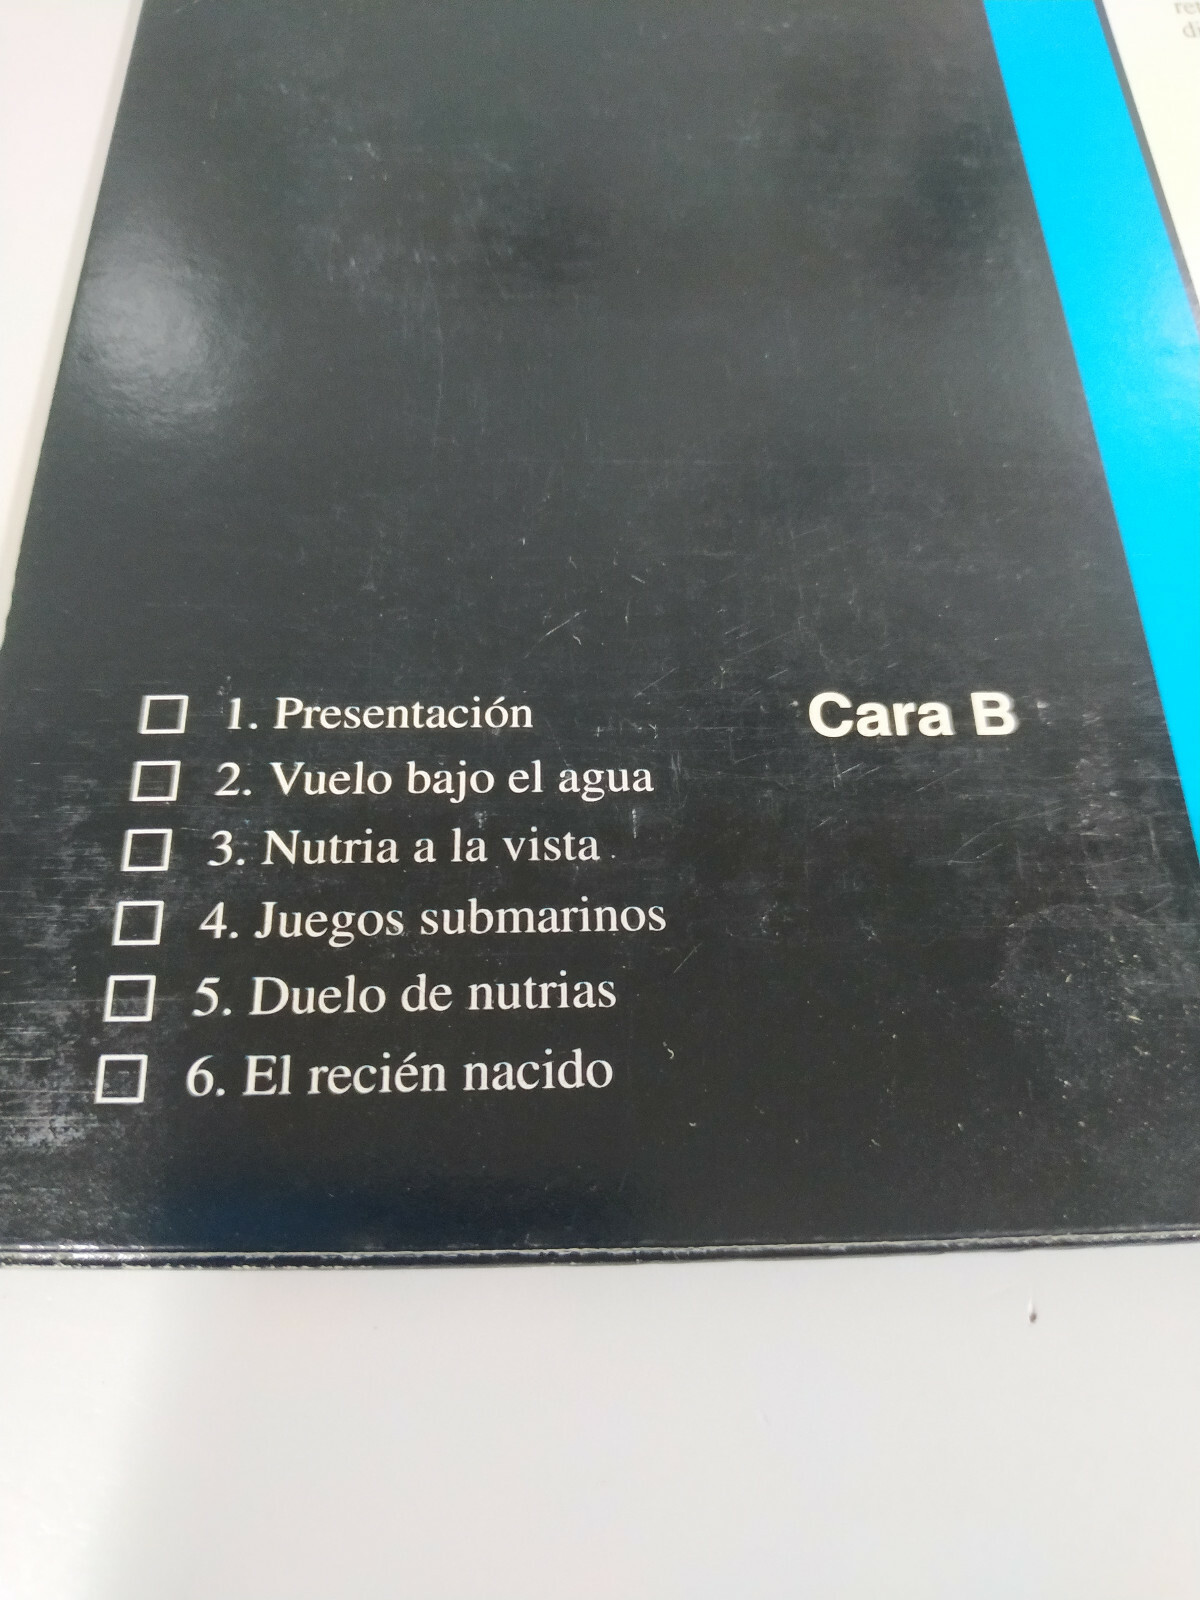 1. Presentación
Cara B
2. Vuelo bajo el agua
3. Nutria a la vista
4. Juegos submarinos
5. Duelo de nutrias
6. El recién nacido